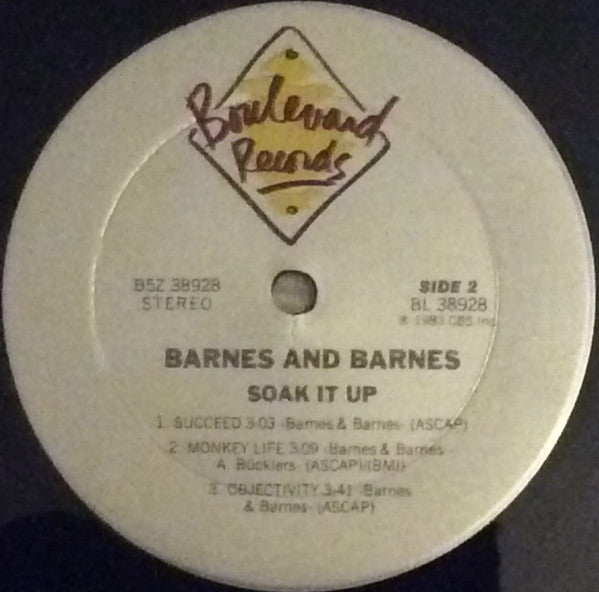 Boulevard
Records
B5Z 38928
STEREO
SIDE 2
BL 38928
℗ 1983 CBS Inc
BARNES AND BARNES
SOAK IT UP
1. SUCCEED 3:03 -Barnes & Barnes- (ASCAP)
2. MONKEY LIFE 3:09 -Barnes & Barnes -
A. Bücklers- (ASCAP)/(BMI)
3. OBJECTIVITY 3:41 -Barnes
& Barnes- (ASCAP)